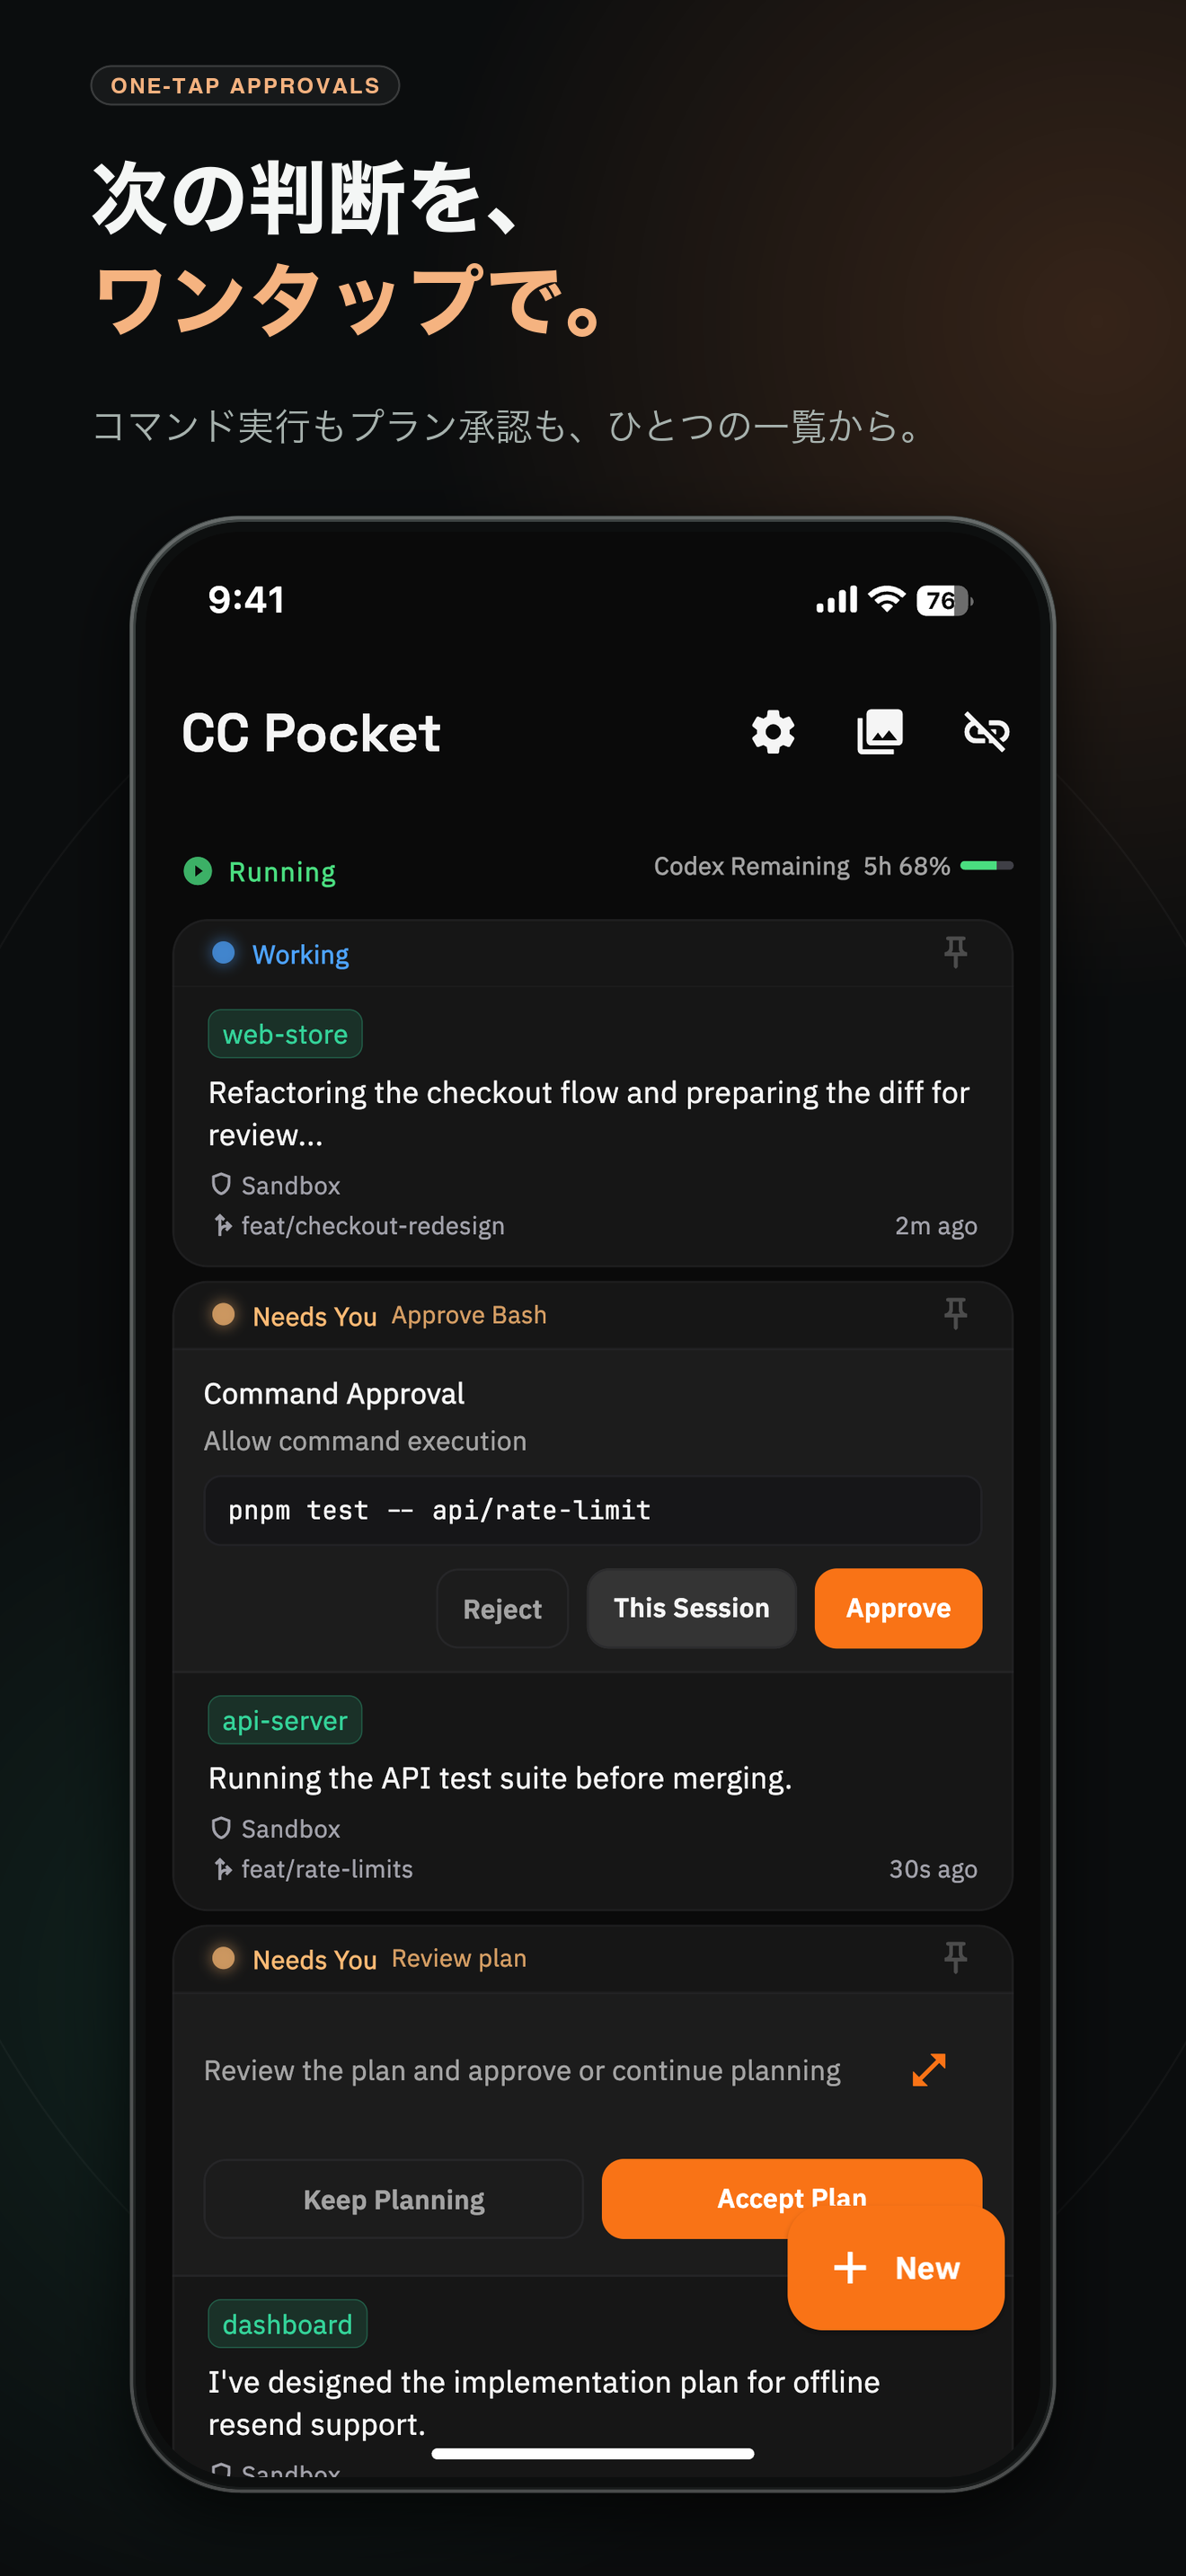 ONE-TAP APPROVALS
次の判断を、
ワンタップで。
コマンド実行もプラン承認も、ひとつの一覧から。
9:41
76
CC Pocket
Running
Codex Remaining 5h 68%
Working
web-store
Refactoring the checkout flow and preparing the diff for
review...
Sandbox
feat/checkout-redesign 2m ago
Needs You Approve Bash
Command Approval
Allow command execution
pnpm test -- api/rate-limit
Reject This Session Approve
api-server
Running the API test suite before merging.
Sandbox
feat/rate-limits 30s ago
Needs You Review plan
Review the plan and approve or continue planning
Keep Planning Accept Plan
New
dashboard
I've designed the implementation plan for offline
resend support.
Sandbox